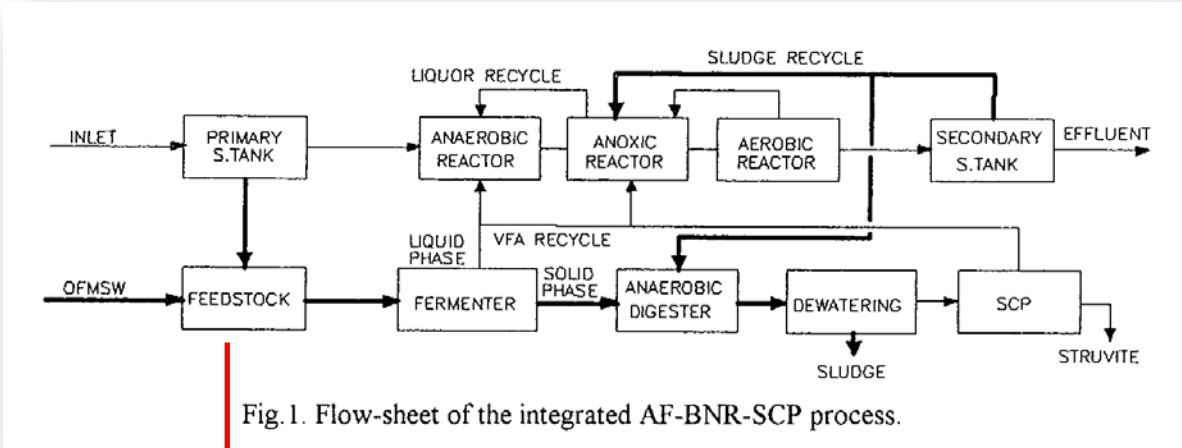 SLUDGE RECYCLE
LIQUOR RECYCLE
INLET
PRIMARY
S.TANK
ANAEROBIC
REACTOR
ANOXIC
REACTOR
AEROBIC
REACTOR
SECONDARY
S.TANK
EFFLUENT
LIQUID
PHASE
VFA RECYCLE
OFMSW
FEEDSTOCK
FERMENTER
SOLID
PHASE
ANAEROBIC
DIGESTER
DEWATERING
SCP
STRUVITE
SLUDGE
Fig.1. Flow-sheet of the integrated AF-BNR-SCP process.